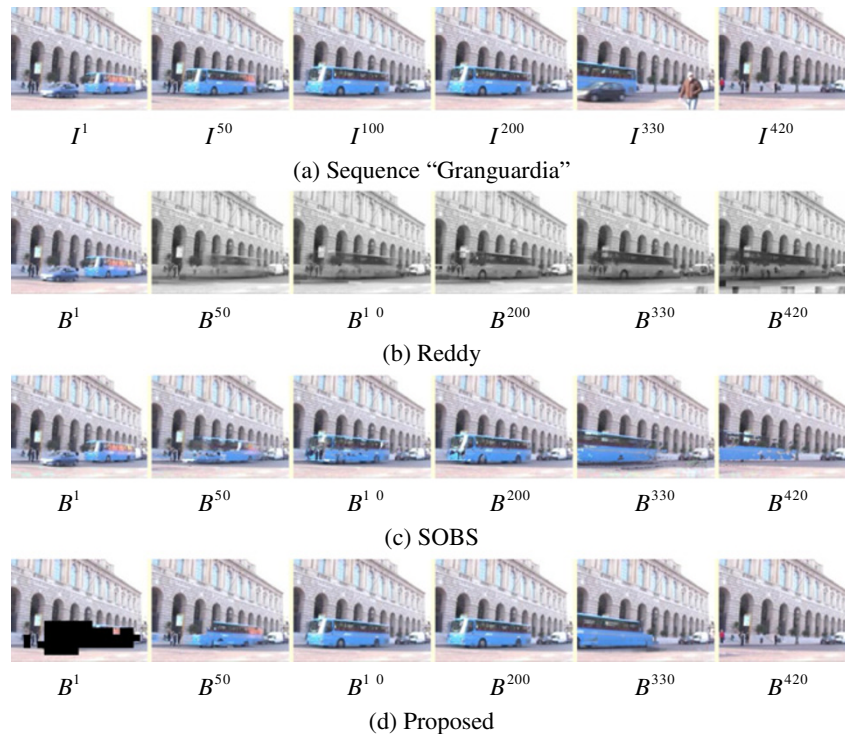 I¹ I⁵⁰ I¹⁰⁰ I²⁰⁰ I³³⁰ I⁴²⁰
(a) Sequence “Granguardia”
B¹ B⁵⁰ B¹ ⁰ B²⁰⁰ B³³⁰ B⁴²⁰
(b) Reddy
B¹ B⁵⁰ B¹ ⁰ B²⁰⁰ B³³⁰ B⁴²⁰
(c) SOBS
B¹ B⁵⁰ B¹ ⁰ B²⁰⁰ B³³⁰ B⁴²⁰
(d) Proposed